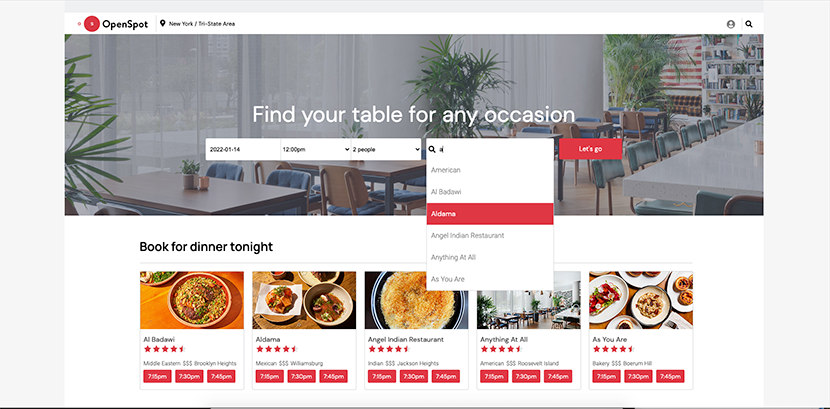 s OpenSpot New York / Tri-State Area
Find your table for any occasion
2022-01-14 12:00pm 2 people a Let's go
American
Al Badawi
Aldama
Angel Indian Restaurant
Anything At All
As You Are
Book for dinner tonight
Al Badawi
Middle Eastern $$$ Brooklyn Heights
7:15pm 7:30pm 7:45pm
Aldama
Mexican $$$ Williamsburg
7:15pm 7:30pm 7:45pm
Angel Indian Restaurant
Indian $$$ Jackson Heights
7:15pm 7:30pm 7:45pm
Anything At All
American $$$ Roosevelt Island
7:15pm 7:30pm 7:45pm
As You Are
Bakery $$$ Boerum Hill
7:15pm 7:30pm 7:45pm